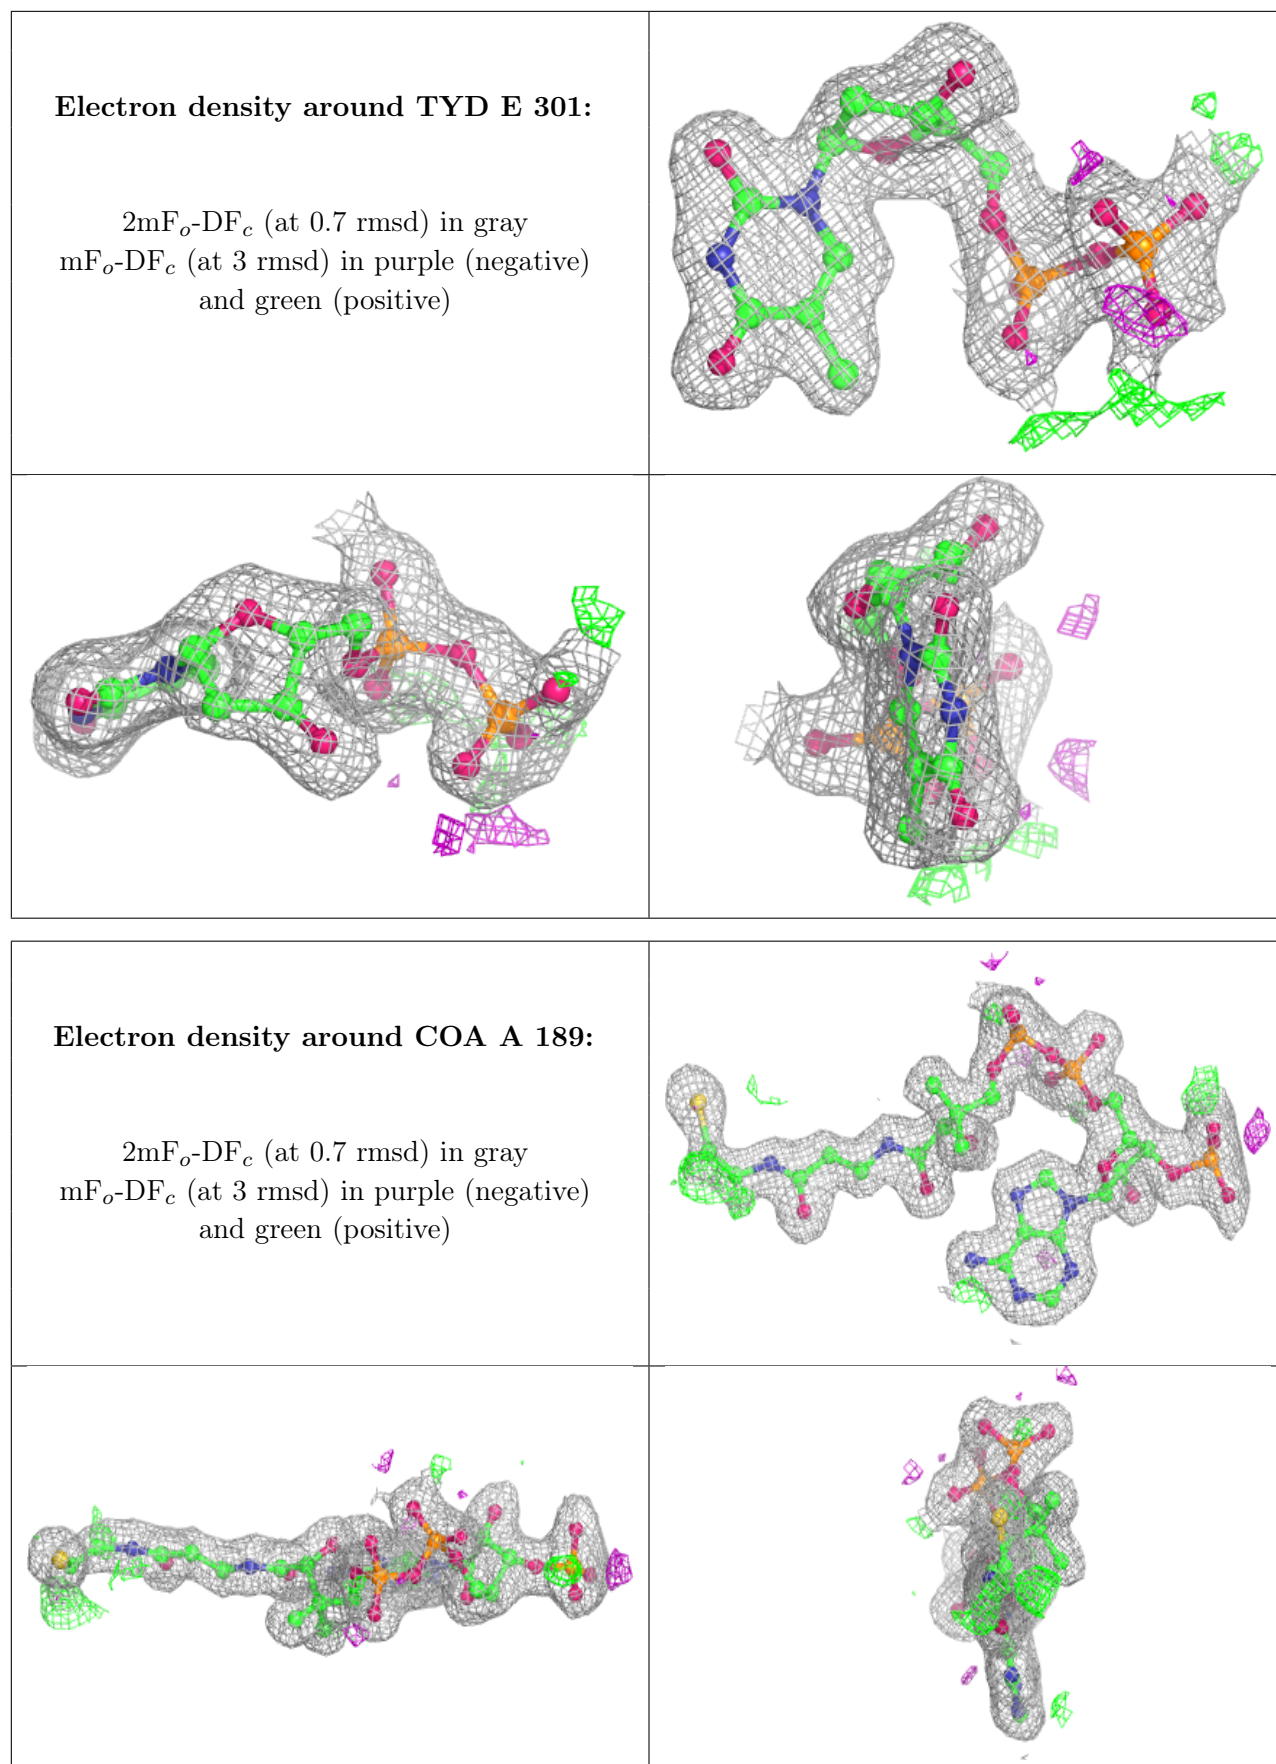 Electron density around TYD E 301:
2mFo-DFc (at 0.7 rmsd) in gray
mFo-DFc (at 3 rmsd) in purple (negative)
and green (positive)
Electron density around COA A 189:
2mFo-DFc (at 0.7 rmsd) in gray
mFo-DFc (at 3 rmsd) in purple (negative)
and green (positive)